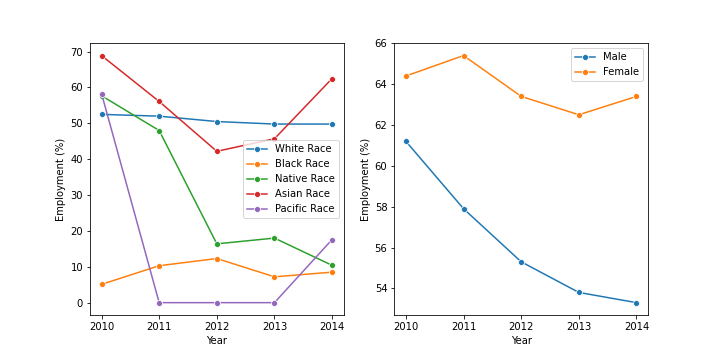 70
60
50
40
30
20
10
0
Employment (%)
2010 2011 2012 2013 2014
Year
White Race
Black Race
Native Race
Asian Race
Pacific Race
66
64
62
60
58
56
54
Employment (%)
2010 2011 2012 2013 2014
Year
Male
Female